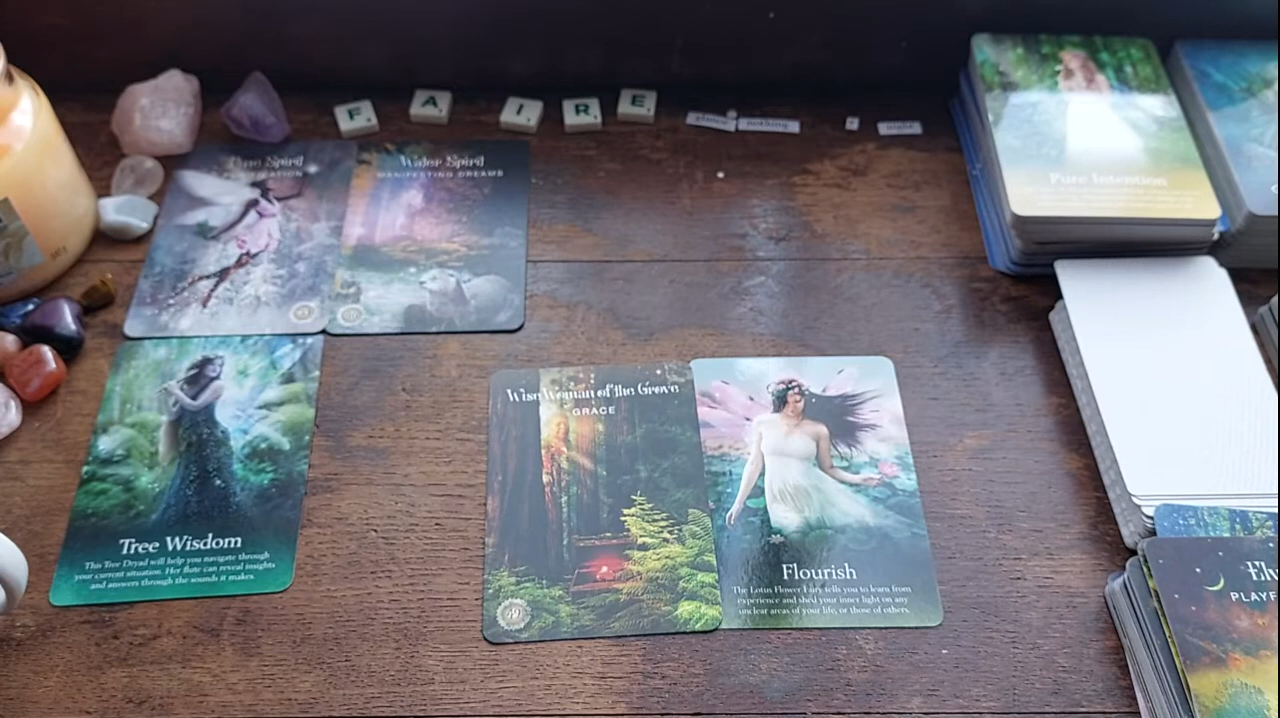 F A I R E
nothing
night
Pure Intention
Spirit
Water Spirit
MANIFESTING DREAMS
Wise Woman of the Grove
GRACE
49
Flourish
The Lotus Flower Fairy tells you to learn from
experience and shed your inner light on any
unclear areas of your life, or those of others.
Tree Wisdom
This Tree Dryad will help you navigate through
your current situation. Her flute can reveal insights
and answers through the sounds it makes.
PLAYF